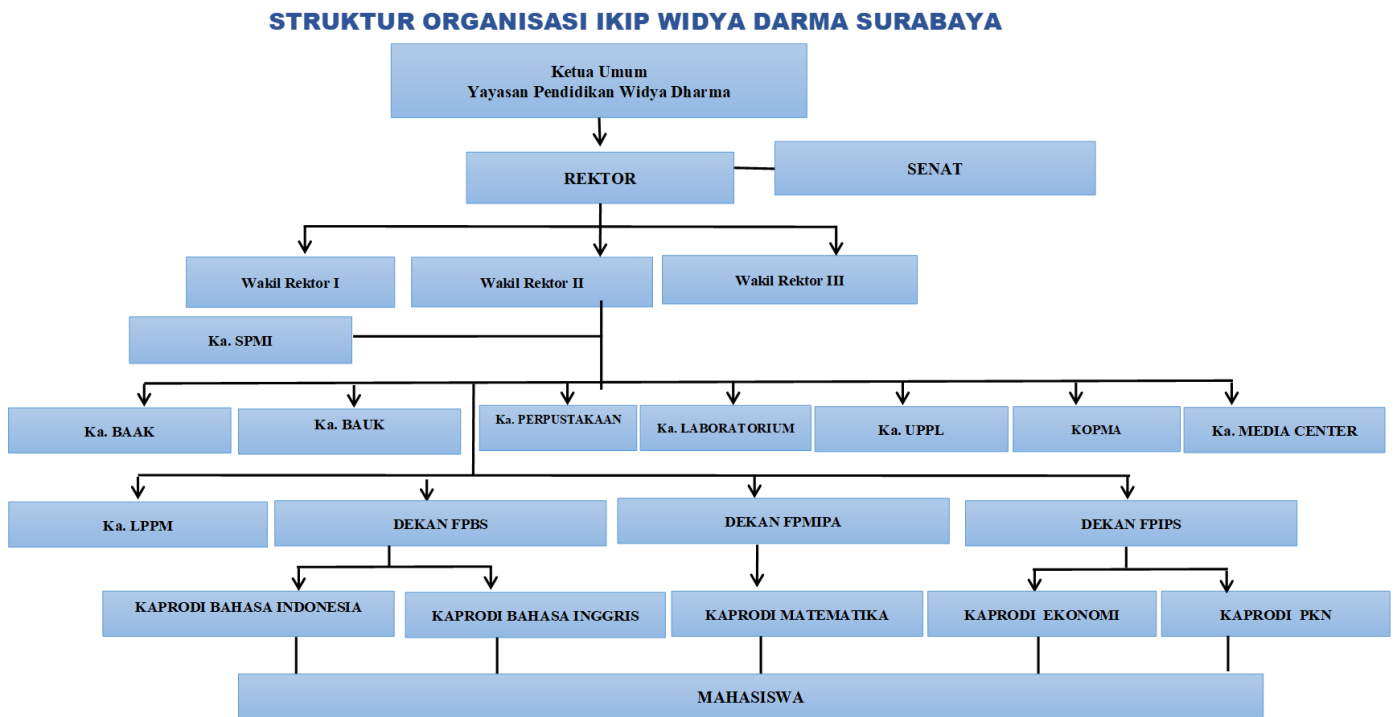 STRUKTUR ORGANISASI IKIP WIDYA DARMA SURABAYA
Ketua Umum
Yayasan Pendidikan Widya Dharma
REKTOR
SENAT
Wakil Rektor I
Wakil Rektor II
Wakil Rektor III
Ka. SPMI
Ka. BAAK
Ka. BAUK
Ka. PERPUSTAKAAN
Ka. LABORATORIUM
Ka. UPPL
KOPMA
Ka. MEDIA CENTER
Ka. LPPM
DEKAN FPBS
DEKAN FPMIPA
DEKAN FPIPS
KAPRODI BAHASA INDONESIA
KAPRODI BAHASA INGGRIS
KAPRODI MATEMATIKA
KAPRODI EKONOMI
KAPRODI PKN
MAHASISWA